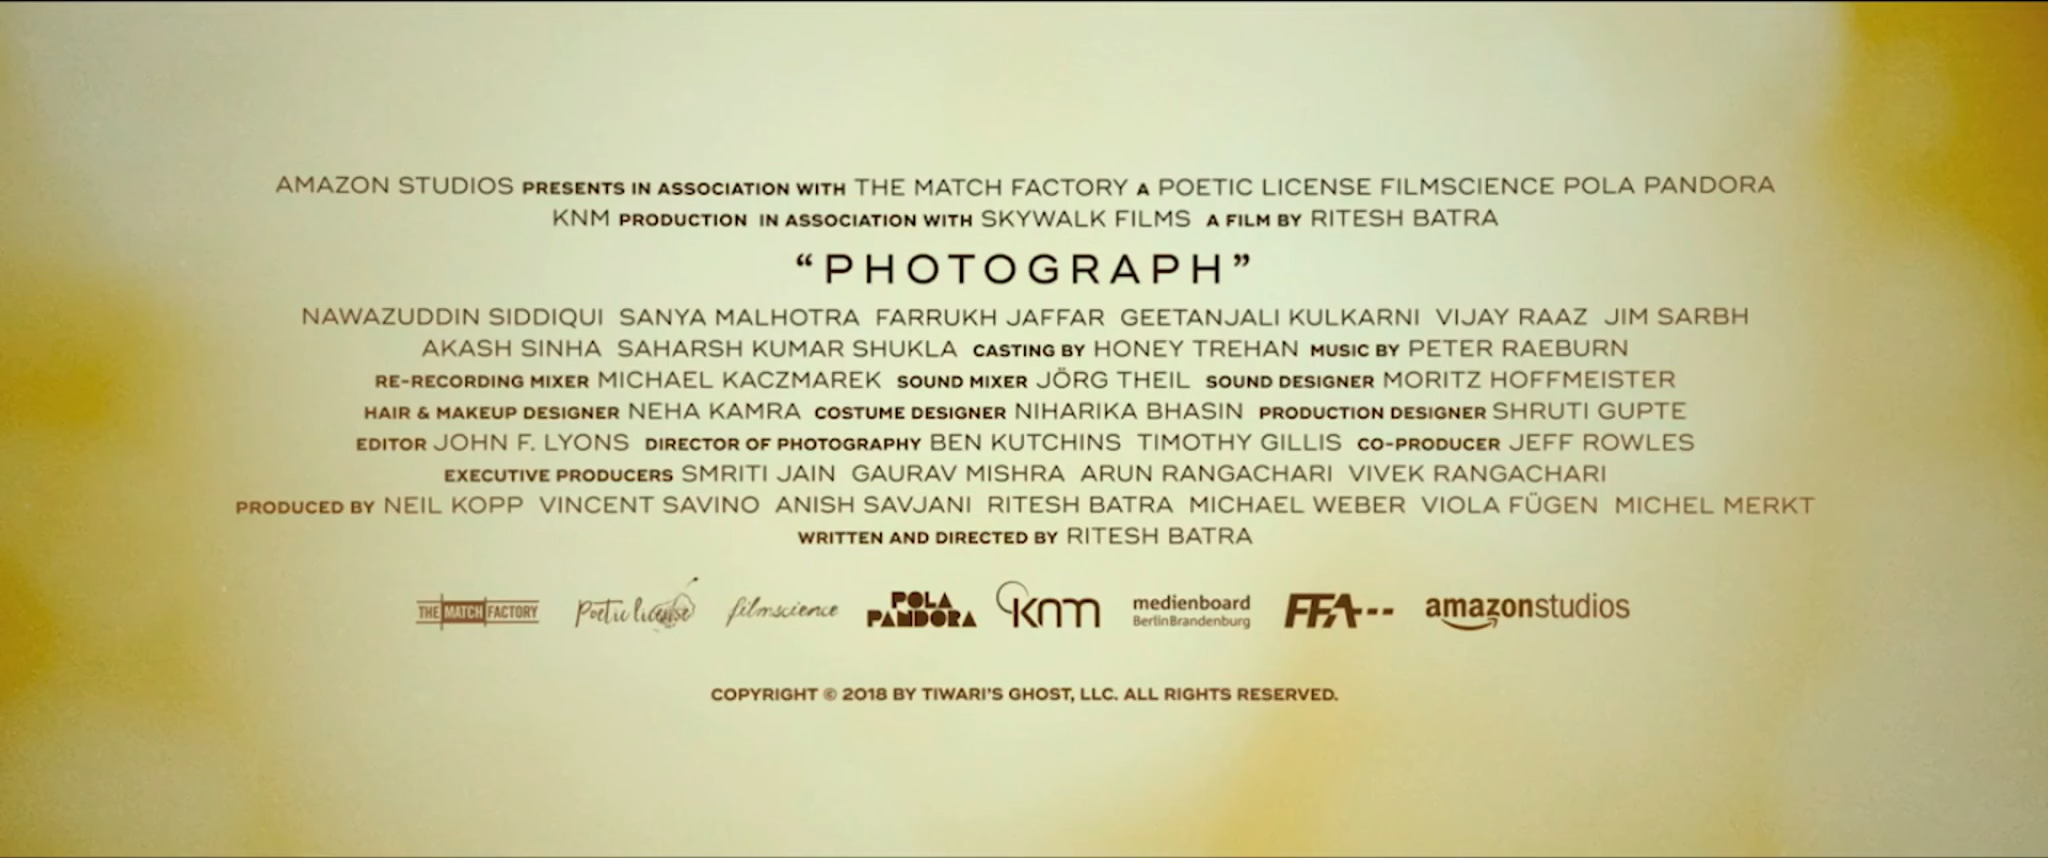 AMAZON STUDIOS PRESENTS IN ASSOCIATION WITH THE MATCH FACTORY A POETIC LICENSE FILMSCIENCE POLA PANDORA
KNM PRODUCTION IN ASSOCIATION WITH SKYWALK FILMS A FILM BY RITESH BATRA
“PHOTOGRAPH”
NAWAZUDDIN SIDDIQUI SANYA MALHOTRA FARRUKH JAFFAR GEETANJALI KULKARNI VIJAY RAAZ JIM SARBH
AKASH SINHA SAHARSH KUMAR SHUKLA CASTING BY HONEY TREHAN MUSIC BY PETER RAEBURN
RE-RECORDING MIXER MICHAEL KACZMAREK SOUND MIXER JÖRG THEIL SOUND DESIGNER MORITZ HOFFMEISTER
HAIR & MAKEUP DESIGNER NEHA KAMRA COSTUME DESIGNER NIHARIKA BHASIN PRODUCTION DESIGNER SHRUTI GUPTE
EDITOR JOHN F. LYONS DIRECTOR OF PHOTOGRAPHY BEN KUTCHINS TIMOTHY GILLIS CO-PRODUCER JEFF ROWLES
EXECUTIVE PRODUCERS SMRITI JAIN GAURAV MISHRA ARUN RANGACHARI VIVEK RANGACHARI
PRODUCED BY NEIL KOPP VINCENT SAVINO ANISH SAVJANI RITESH BATRA MICHAEL WEBER VIOLA FÜGEN MICHEL MERKT
WRITTEN AND DIRECTED BY RITESH BATRA
THE MATCH FACTORY Poetic license filmscience POLA PANDORA knm medienboard BerlinBrandenburg FFA amazonstudios
COPYRIGHT © 2018 BY TIWARI'S GHOST, LLC. ALL RIGHTS RESERVED.